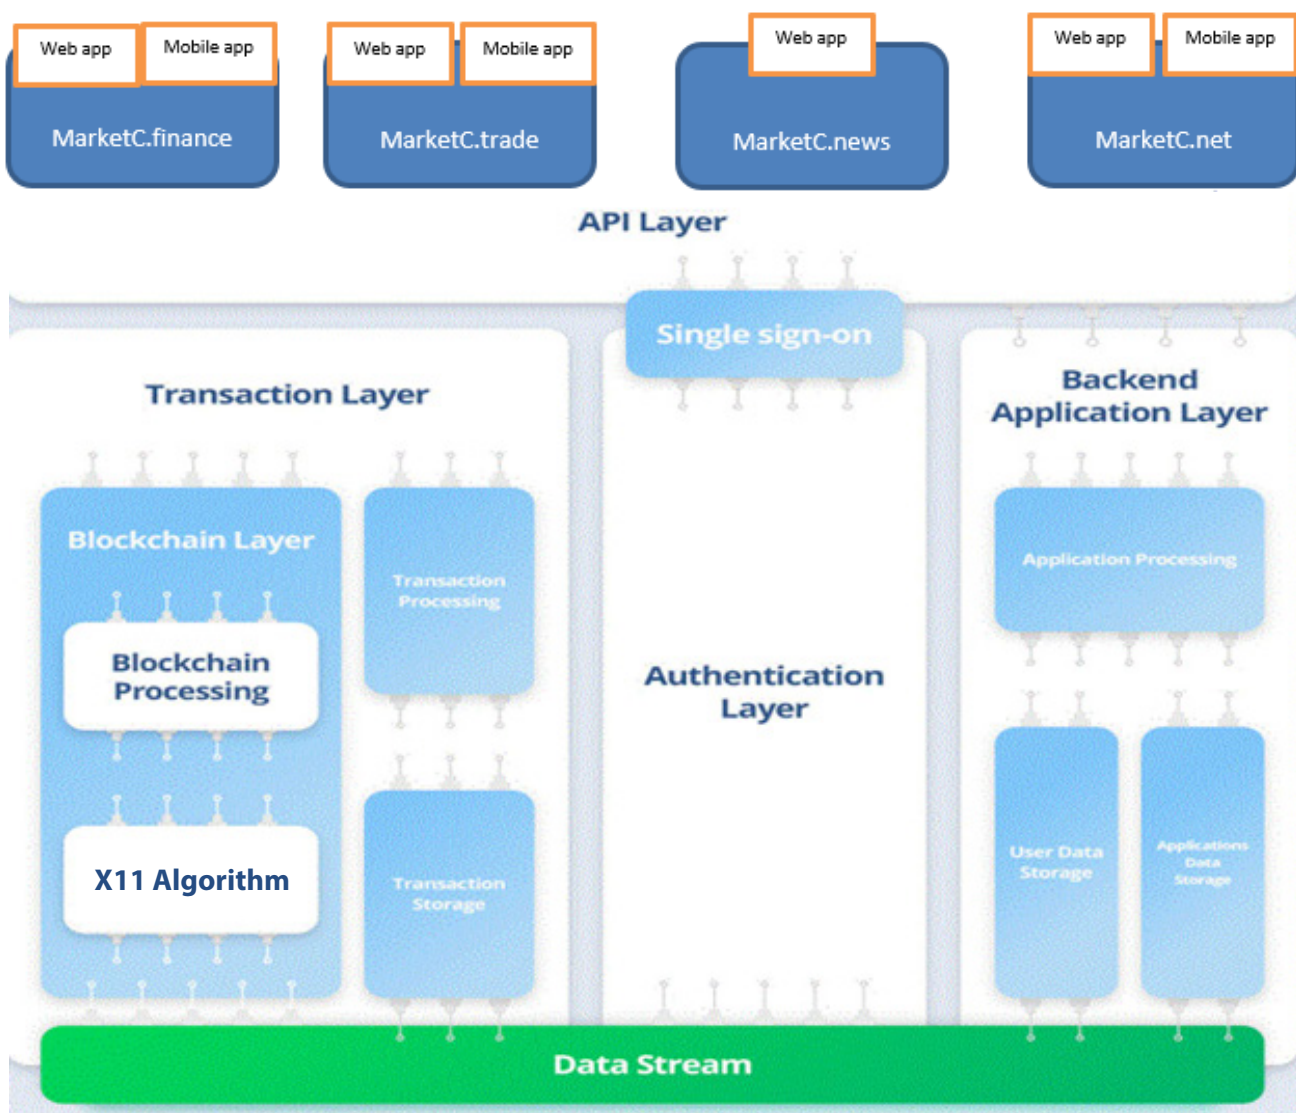 Web app
Mobile app
Web app
Mobile app
Web app
Web app
Mobile app
MarketC.finance
MarketC.trade
MarketC.news
MarketC.net
API Layer
Single sign-on
Transaction Layer
Backend
Application Layer
Blockchain Layer
Transaction
Processing
Application Processing
Blockchain
Processing
Authentication
Layer
X11 Algorithm
Transaction
Storage
User Data
Storage
Applications
Data
Storage
Data Stream